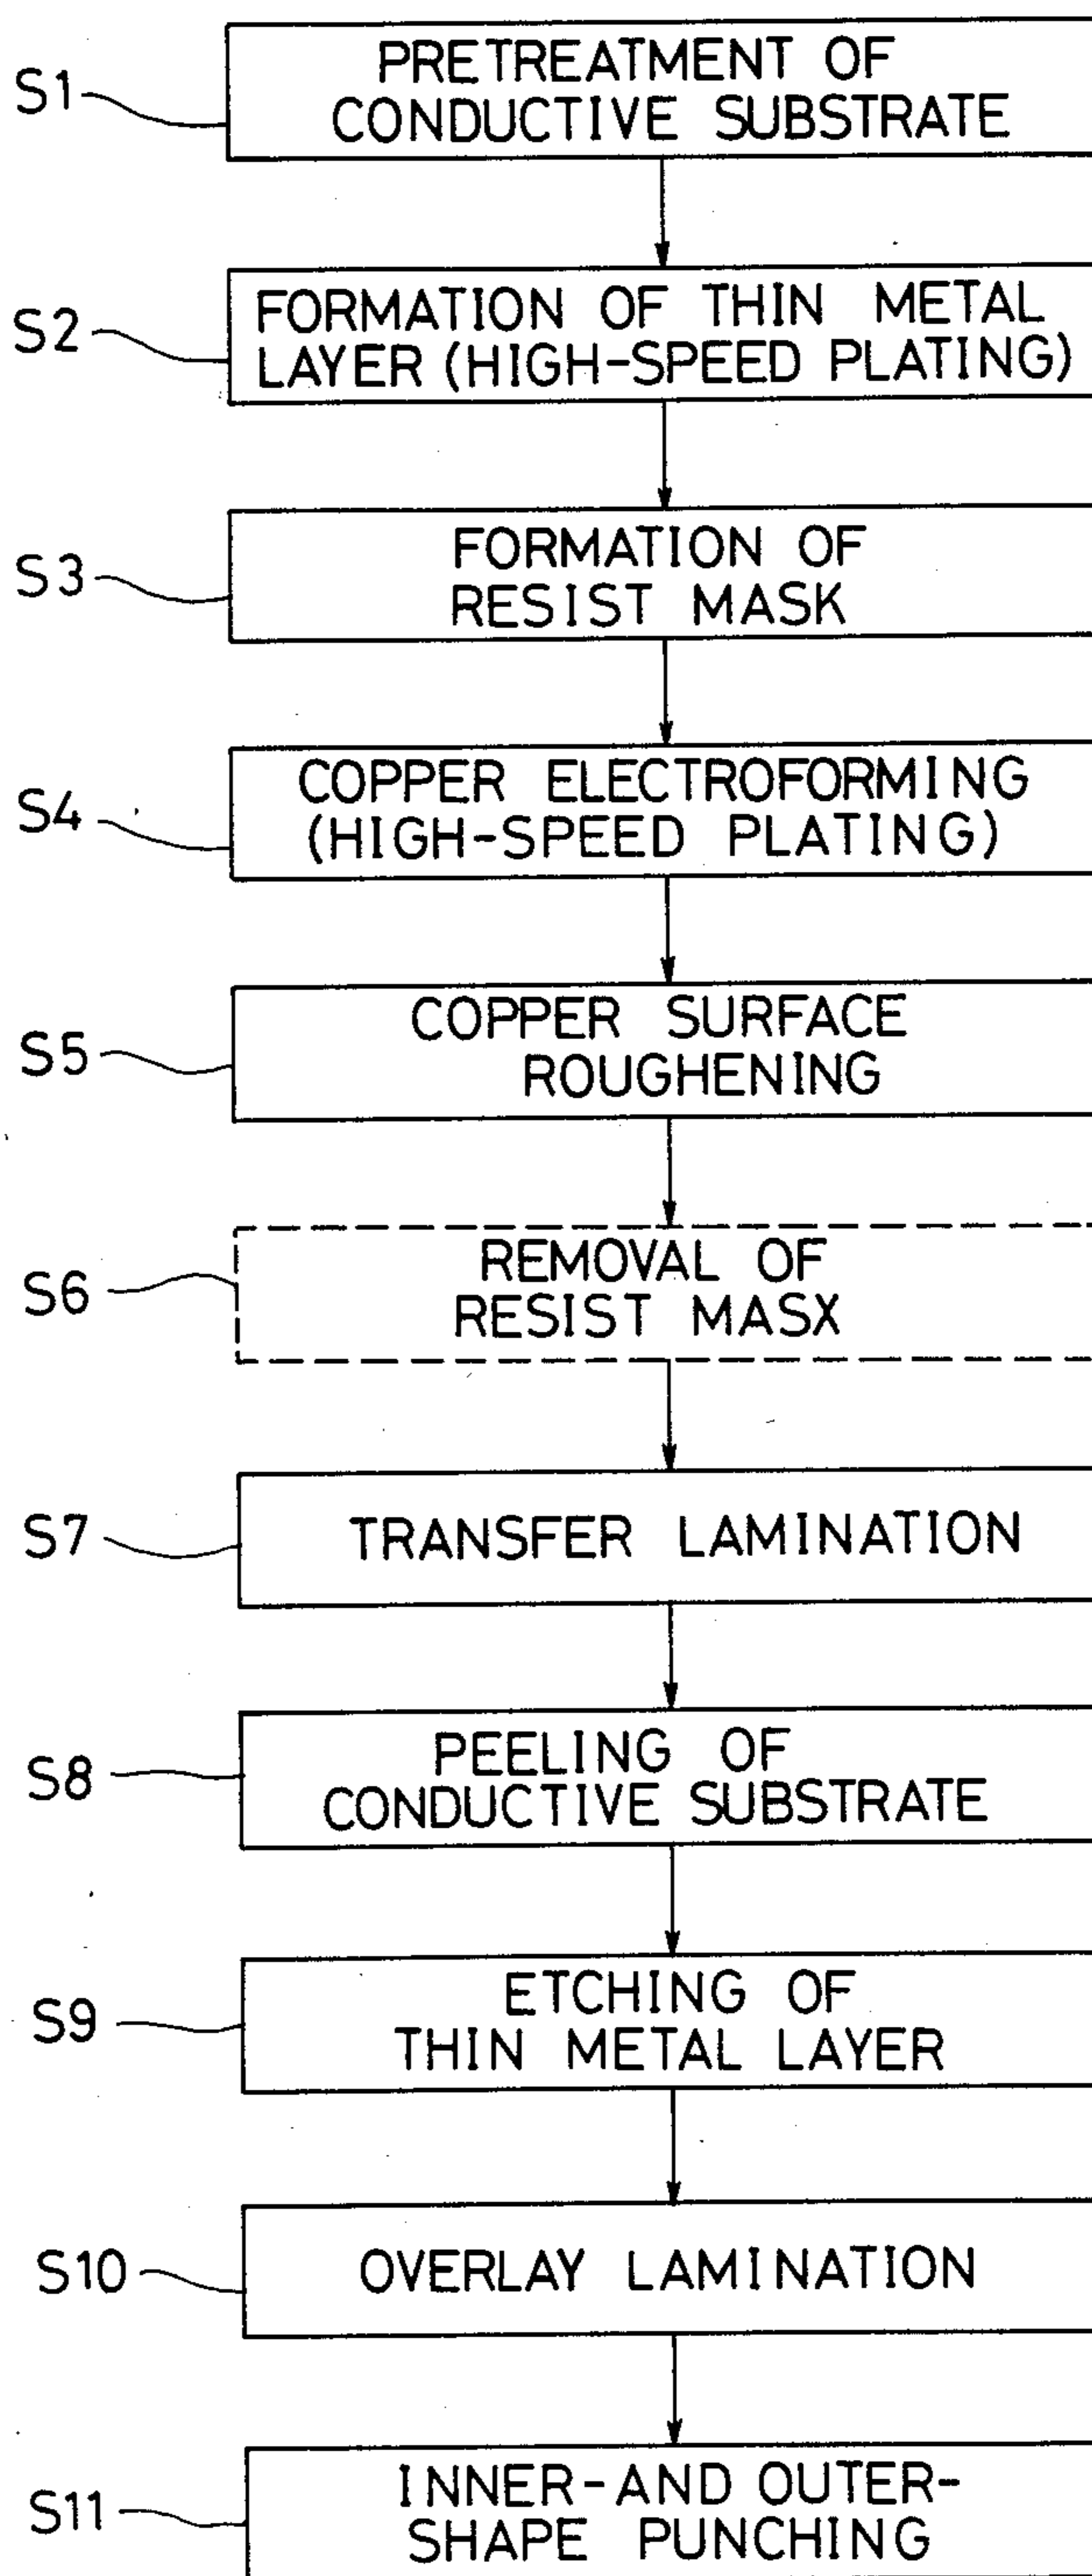 S1
PRETREATMENT OF
CONDUCTIVE SUBSTRATE
S2
FORMATION OF THIN METAL
LAYER (HIGH-SPEED PLATING)
S3
FORMATION OF
RESIST MASK
S4
COPPER ELECTROFORMING
(HIGH-SPEED PLATING)
S5
COPPER SURFACE
ROUGHENING
S6
REMOVAL OF
RESIST MASX
S7
TRANSFER LAMINATION
S8
PEELING OF
CONDUCTIVE SUBSTRATE
S9
ETCHING OF
THIN METAL LAYER
S10
OVERLAY LAMINATION
S11
INNER-AND OUTER-
SHAPE PUNCHING